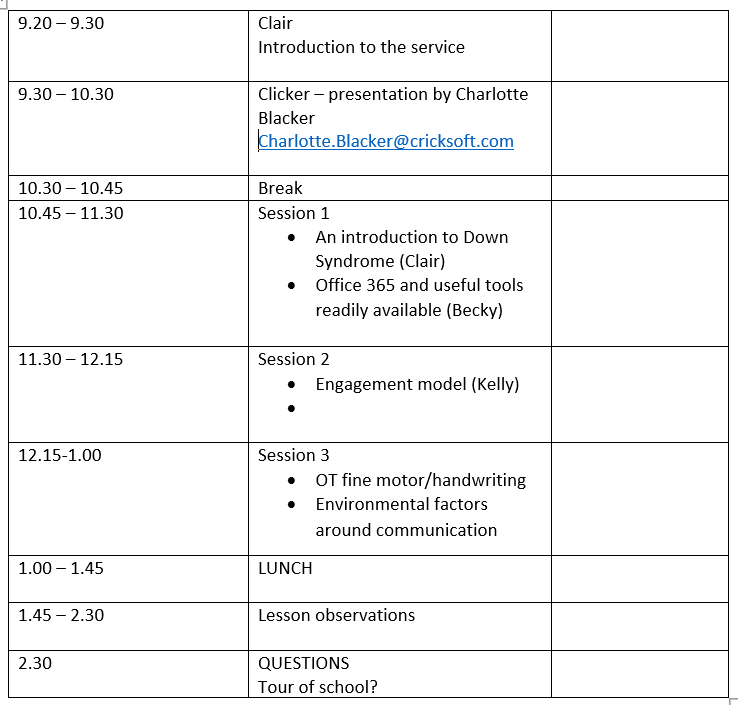 9.20 – 9.30
Clair
Introduction to the service
9.30 – 10.30
Clicker – presentation by Charlotte
Blacker
Charlotte.Blacker@cricksoft.com
10.30 – 10.45
Break
10.45 – 11.30
Session 1
• An introduction to Down
Syndrome (Clair)
• Office 365 and useful tools
readily available (Becky)
11.30 – 12.15
Session 2
• Engagement model (Kelly)
•
12.15-1.00
Session 3
• OT fine motor/handwriting
• Environmental factors
around communication
1.00 – 1.45
LUNCH
1.45 – 2.30
Lesson observations
2.30
QUESTIONS
Tour of school?